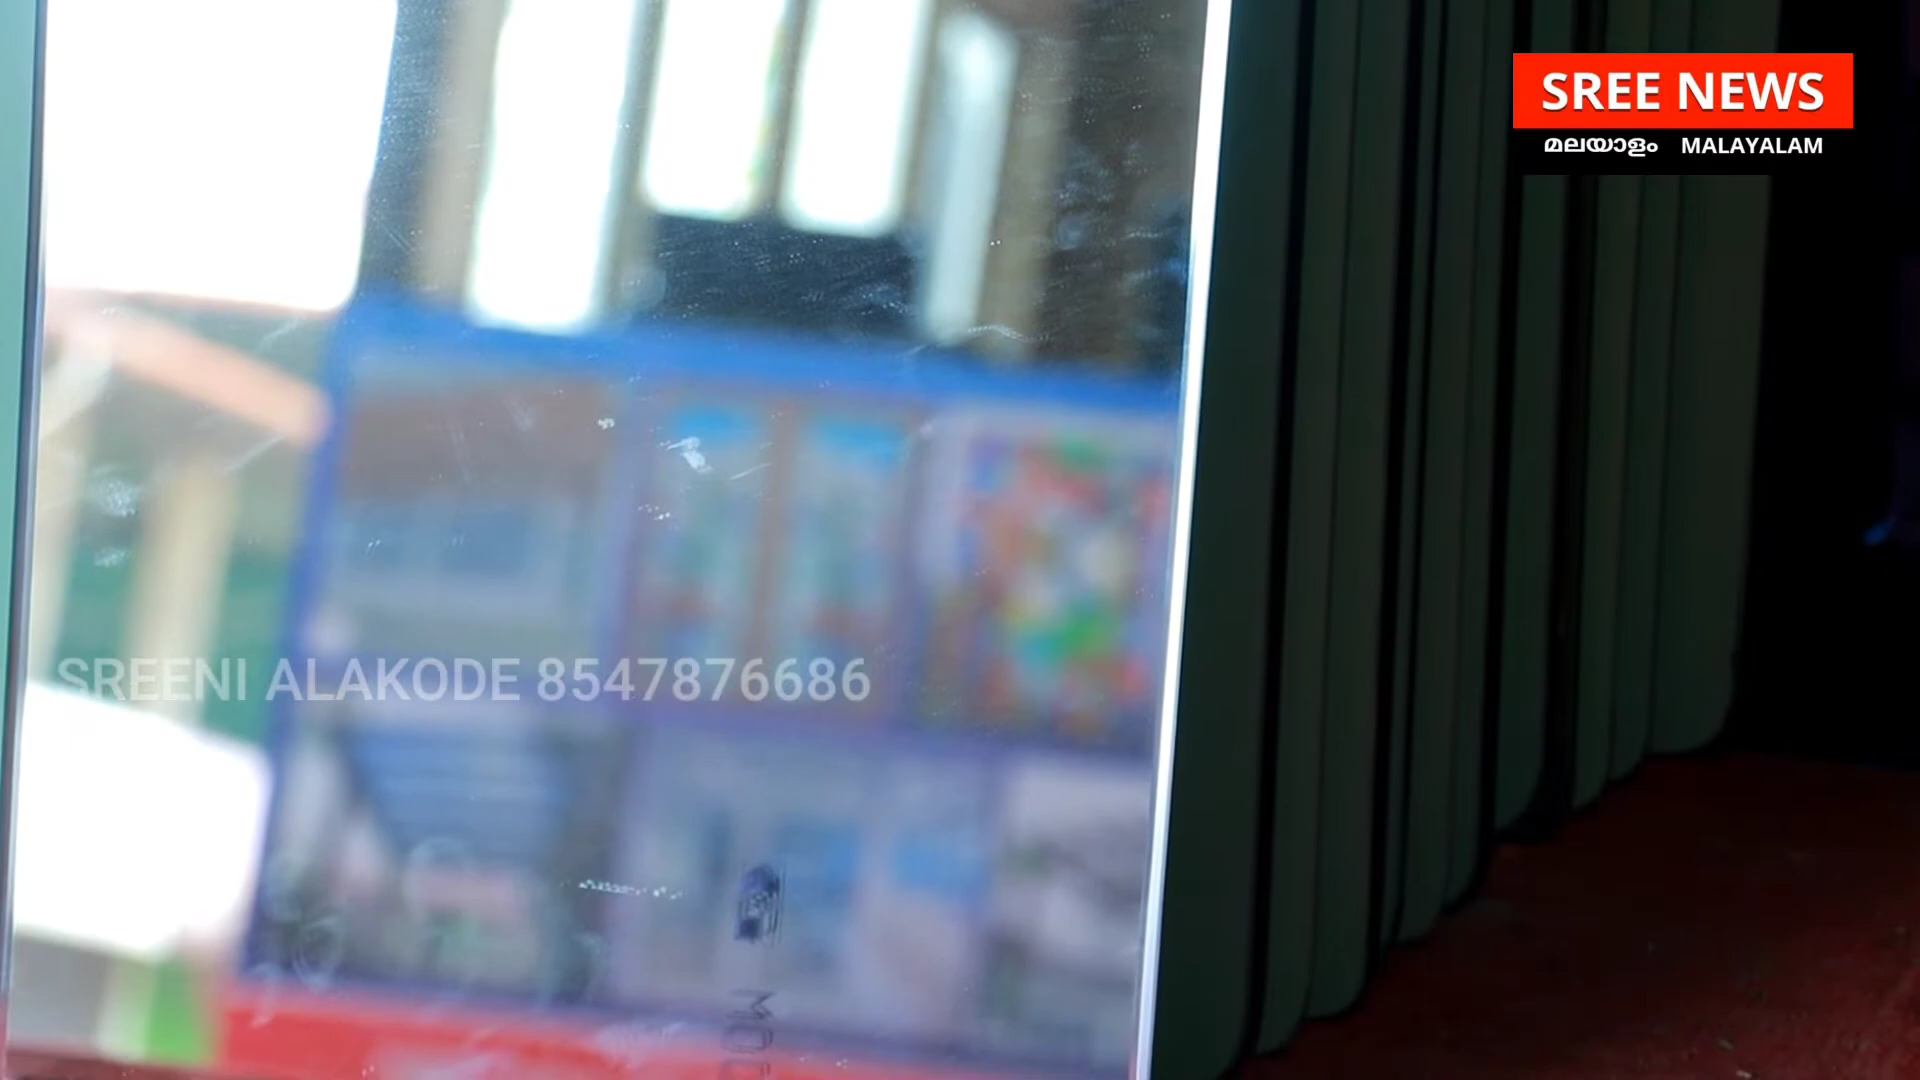 SREE NEWS
മലയാളം MALAYALAM
SREENI ALAKODE 8547876686